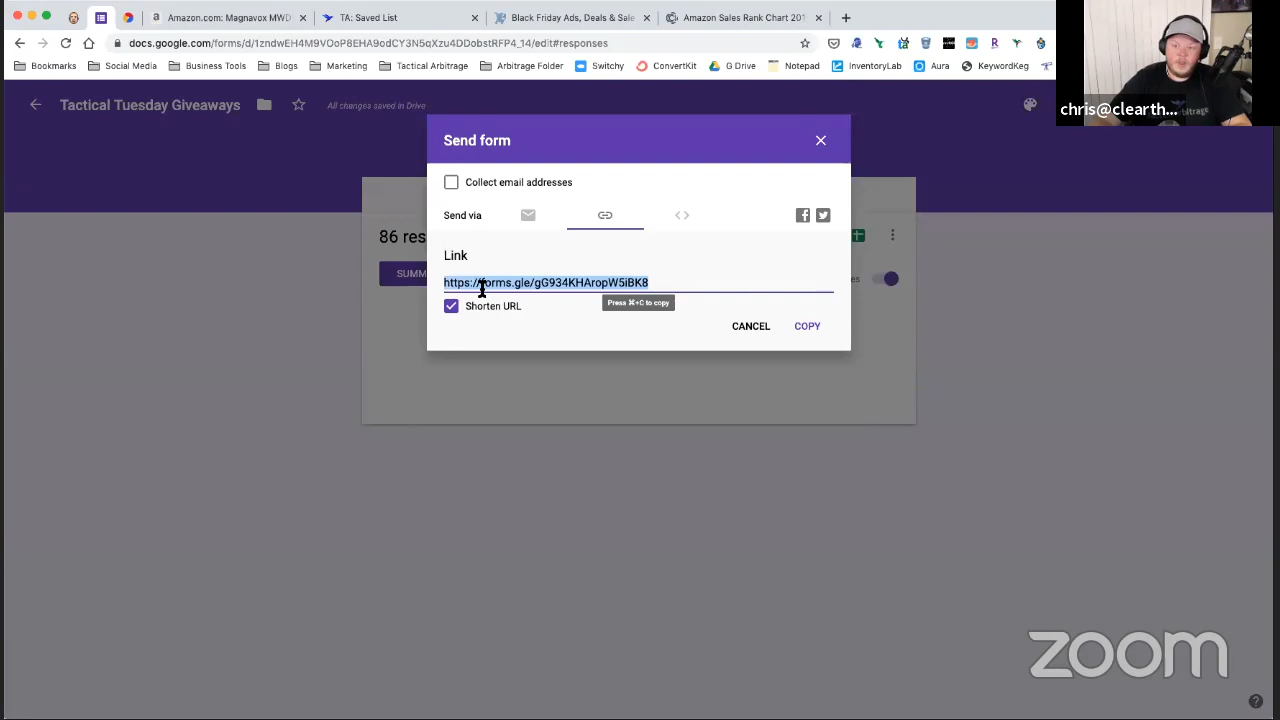 Amazon.com: Magnavox MWD
TA: Saved List
Black Friday Ads, Deals & Sale
Amazon Sales Rank Chart 201
docs.google.com/forms/d/1zndwEH4M9VOoP8EHA9odCY3N5qXzu4DDobstRFP4_14/edit#responses
Bookmarks
Social Media
Business Tools
Blogs
Marketing
Tactical Arbitrage
Arbitrage Folder
Switchy
ConvertKit
G Drive
Notepad
InventoryLab
Aura
KeywordKeg
chris@clearth...
Tactical Tuesday Giveaways
All changes saved in Drive
Send form
Collect email addresses
Send via
86 res
SUMM
Link
https://forms.gle/gG934KHAropW5iBK8
Press ⌘+C to copy
Shorten URL
CANCEL
COPY
zoom